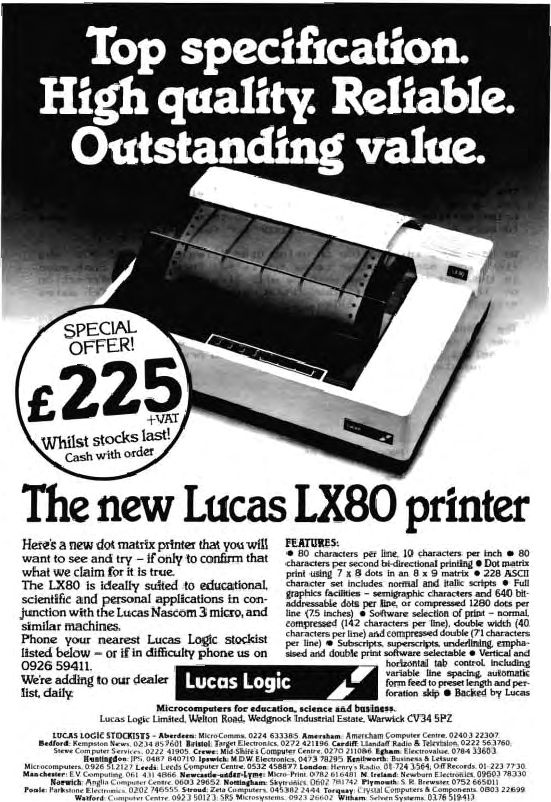 Top specification.
High quality. Reliable.
Outstanding value.
LX80
SPECIAL
OFFER!
£225
+VAT
Whilst stocks last!
Cash with order
Lucas
The new Lucas LX80 printer
Here's a new dot matrix printer that you will
want to see and try – if only to confirm that
what we claim for it is true.
The LX80 is ideally suited to educational,
scientific and personal applications in con-
junction with the Lucas Nascom 3 micro, and
similar machines.
Phone your nearest Lucas Logic stockist
listed below – or if in difficulty phone us on
0926 59411.
We're adding to our dealer
list, daily.
FEATURES:
• 80 characters per line, 10 characters per inch • 80
characters per second bi-directional printing • Dot matrix
print using 7 x 8 dots in an 8 x 9 matrix • 228 ASCII
character set includes normal and italic scripts • Full
graphics facilities – semigraphic characters and 640 bit-
addressable dots per line, or compressed 1280 dots per
line (7.5 inches) • Software selection of print – normal,
compressed (142 characters per line), double width (40
characters per line) and compressed double (71 characters
per line) • Subscripts, superscripts, underlining, empha-
sised and double print software selectable • Vertical and
horizontal tab control, including
variable line spacing, automatic
form feed to preset length and per-
foration skip • Backed by Lucas
Lucas Logic
Microcomputers for education, science and business.
Lucas Logic Limited, Welton Road, Wedgnock Industrial Estate, Warwick CV34 5PZ
LUCAS LOGIC STOCKISTS – Aberdeen: MicroComms, 0224 633385. Amersham: Amersham Computer Centre, 02403 22307.
Bedford: Kempston News, 0234 857601. Bristol: Target Electronics, 0272 421196. Cardiff: Llandaff Radio & Television, 0222 563760.
Steve Computer Services, 0222 41905. Crewe: Mid-Shires Computer Centre, 0270 211086. Egham: Electrovalue, 0784 33603.
Huntingdon: JPS, 0487 840710. Ipswich: M.D.W. Electronics, 0473 78295. Kenilworth: Business & Leisure
Microcomputers, 0926 512127. Leeds: Leeds Computer Centre, 0532 458877. London: Henry's Radio, 01-724 3564, Off Records, 01-223 7730.
Manchester: E.V. Computing, 061 431 4866. Newcastle-under-Lyme: Micro-Print, 0782 616481. N. Ireland: Newburn Electronics, 09603 78330
Norwich: Anglia Computer Centre, 0603 29652. Nottingham: Skytronics, 0602 781742. Plymouth: S. R. Brewster, 0752 665011.
Poole: Parkstone Electronics, 0202 746555. Stroud: Zeta Computers, 045382 2444. Torquay: Crystal Computers & Components, 0803 22699
Watford: Computer Centre, 0923 50123, SRS Microsystems, 0923 26602. Witham: Selven Systems, 0376 519413